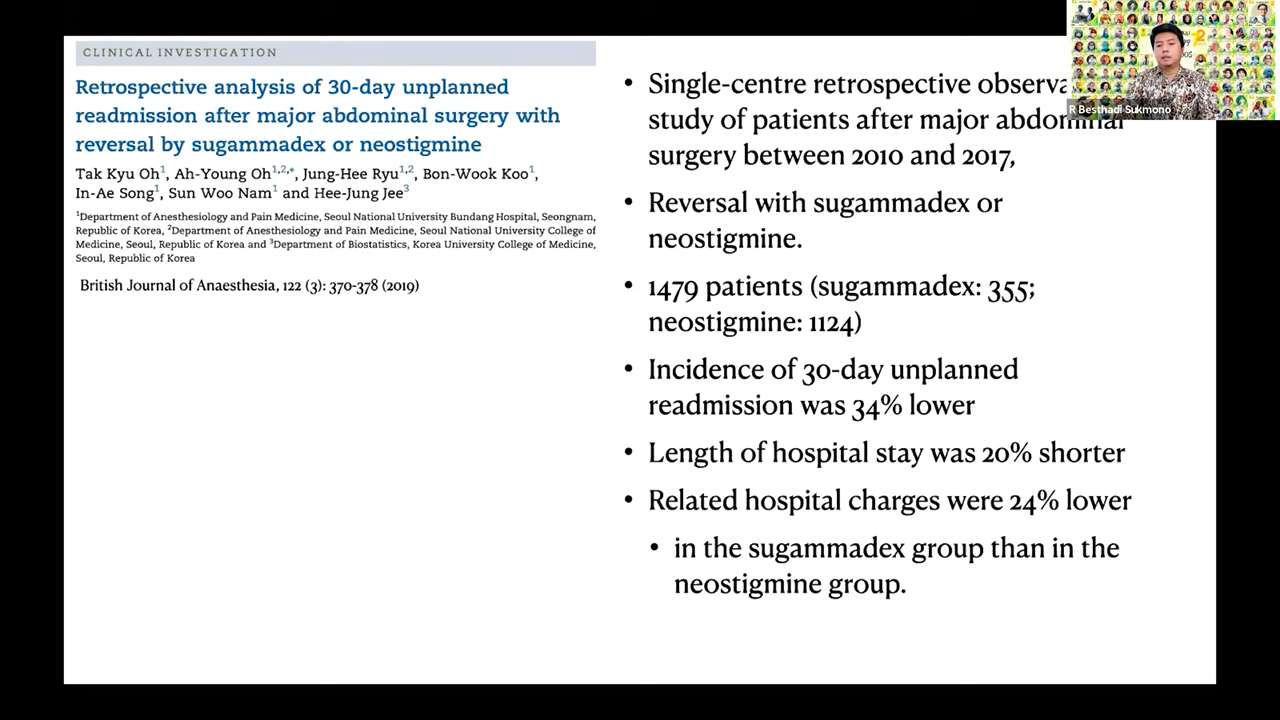 CLINICAL INVESTIGATION
Retrospective analysis of 30-day unplanned
readmission after major abdominal surgery with
reversal by sugammadex or neostigmine
Tak Kyu Oh1, Ah-Young Oh1,2,*, Jung-Hee Ryu1,2, Bon-Wook Koo1,
In-Ae Song1, Sun Woo Nam1 and Hee-Jung Jee3
1Department of Anesthesiology and Pain Medicine, Seoul National University Bundang Hospital, Seongnam,
Republic of Korea, 2Department of Anesthesiology and Pain Medicine, Seoul National University College of
Medicine, Seoul, Republic of Korea and 3Department of Biostatistics, Korea University College of Medicine,
Seoul, Republic of Korea
British Journal of Anaesthesia, 122 (3): 370-378 (2019)
• Single-centre retrospective observa
study of patients after major abdominal
surgery between 2010 and 2017,
• Reversal with sugammadex or
neostigmine.
• 1479 patients (sugammadex: 355;
neostigmine: 1124)
• Incidence of 30-day unplanned
readmission was 34% lower
• Length of hospital stay was 20% shorter
• Related hospital charges were 24% lower
• in the sugammadex group than in the
neostigmine group.
R Besthadi Sukmono